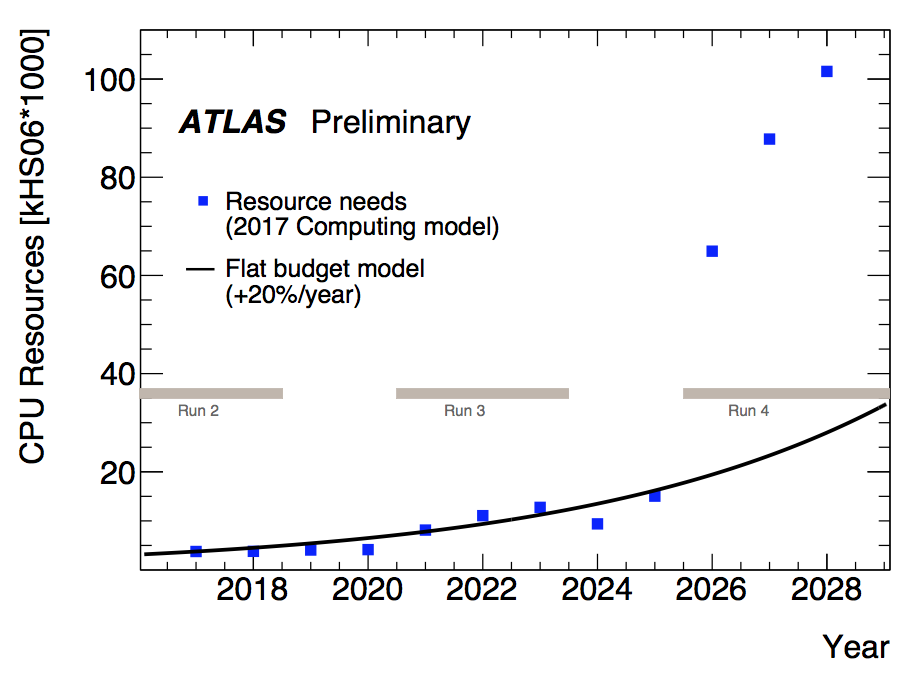 CPU Resources [kHS06*1000]
100
80
60
40
20
ATLAS Preliminary
Resource needs
(2017 Computing model)
Flat budget model
(+20%/year)
Run 2
Run 3
Run 4
2018
2020
2022
2024
2026
2028
Year